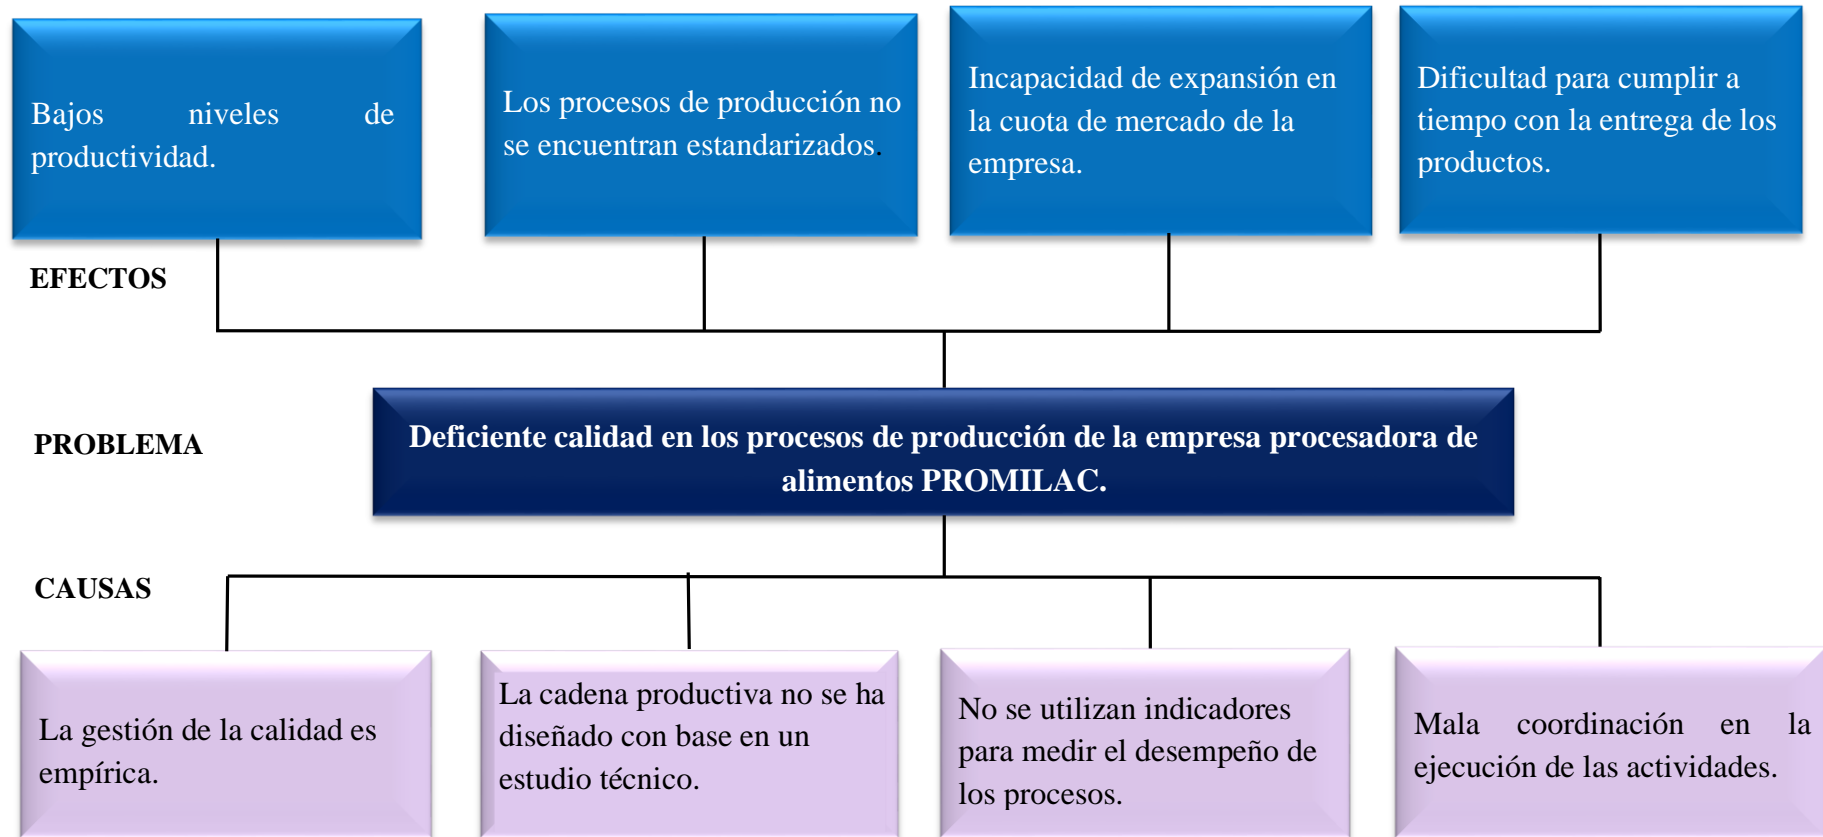 Bajos niveles de
productividad.
Los procesos de producción no
se encuentran estandarizados.
Incapacidad de expansión en
la cuota de mercado de la
empresa.
Dificultad para cumplir a
tiempo con la entrega de los
productos.
EFECTOS
PROBLEMA
Deficiente calidad en los procesos de producción de la empresa procesadora de
alimentos PROMILAC.
CAUSAS
La gestión de la calidad es
empírica.
La cadena productiva no se ha
diseñado con base en un
estudio técnico.
No se utilizan indicadores
para medir el desempeño de
los procesos.
Mala coordinación en la
ejecución de las actividades.